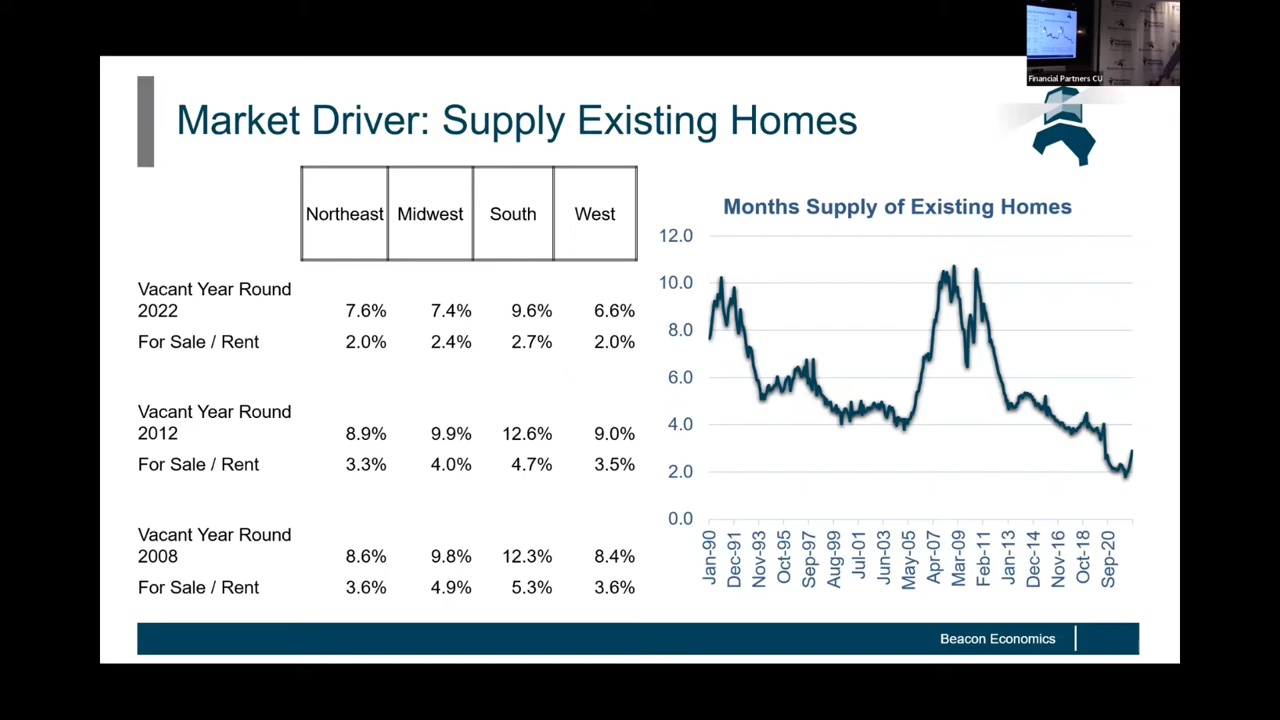 Financial Partners CU
Market Driver: Supply Existing Homes
Northeast Midwest South West
Vacant Year Round
2022 7.6% 7.4% 9.6% 6.6%
For Sale / Rent 2.0% 2.4% 2.7% 2.0%
Vacant Year Round
2012 8.9% 9.9% 12.6% 9.0%
For Sale / Rent 3.3% 4.0% 4.7% 3.5%
Vacant Year Round
2008 8.6% 9.8% 12.3% 8.4%
For Sale / Rent 3.6% 4.9% 5.3% 3.6%
Months Supply of Existing Homes
12.0
10.0
8.0
6.0
4.0
2.0
0.0
Jan-90 Dec-91 Nov-93 Oct-95 Sep-97 Aug-99 Jul-01 Jun-03 May-05 Apr-07 Mar-09 Feb-11 Jan-13 Dec-14 Nov-16 Oct-18 Sep-20
Beacon Economics